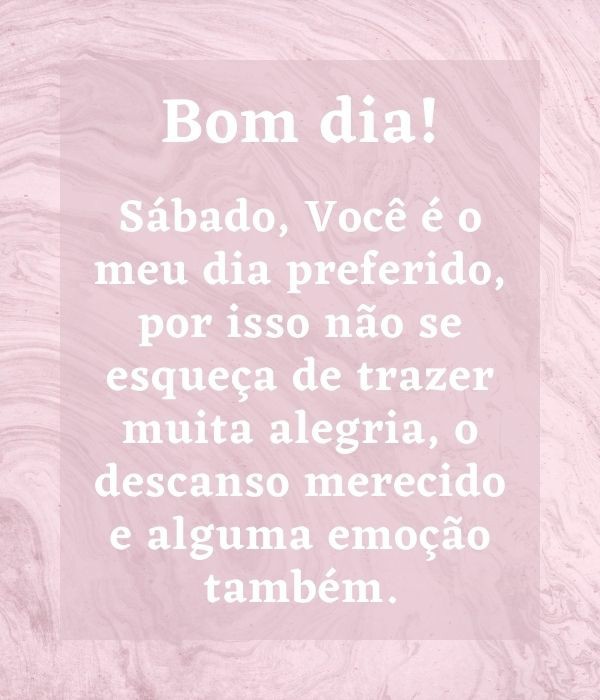 Bom dia!
Sábado, Você é o
meu dia preferido,
por isso não se
esqueça de trazer
muita alegria, o
descanso merecido
e alguma emoção
também.